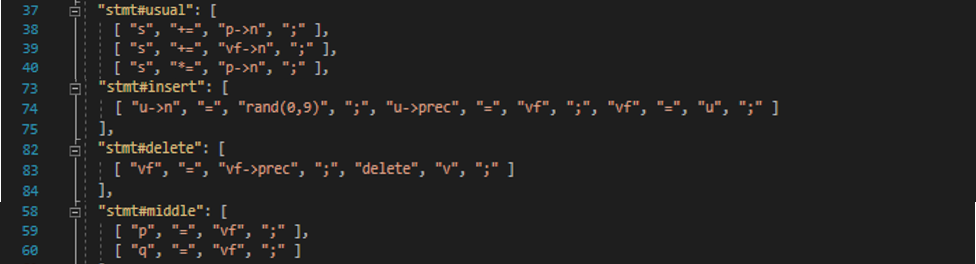 37 "stmt#usual": [
38 [ "s", "+=", "p->n", ";" ],
39 [ "s", "+=", "vf->n", ";" ],
40 [ "s", "*=", "p->n", ";" ],
73 "stmt#insert": [
74 [ "u->n", "=", "rand(0,9)", ";", "u->prec", "=", "vf", ";", "vf", "=", "u", ";" ]
75 ],
82 "stmt#delete": [
83 [ "vf", "=", "vf->prec", ";", "delete", "v", ";" ]
84 ],
58 "stmt#middle": [
59 [ "p", "=", "vf", ";" ],
60 [ "q", "=", "vf", ";" ]